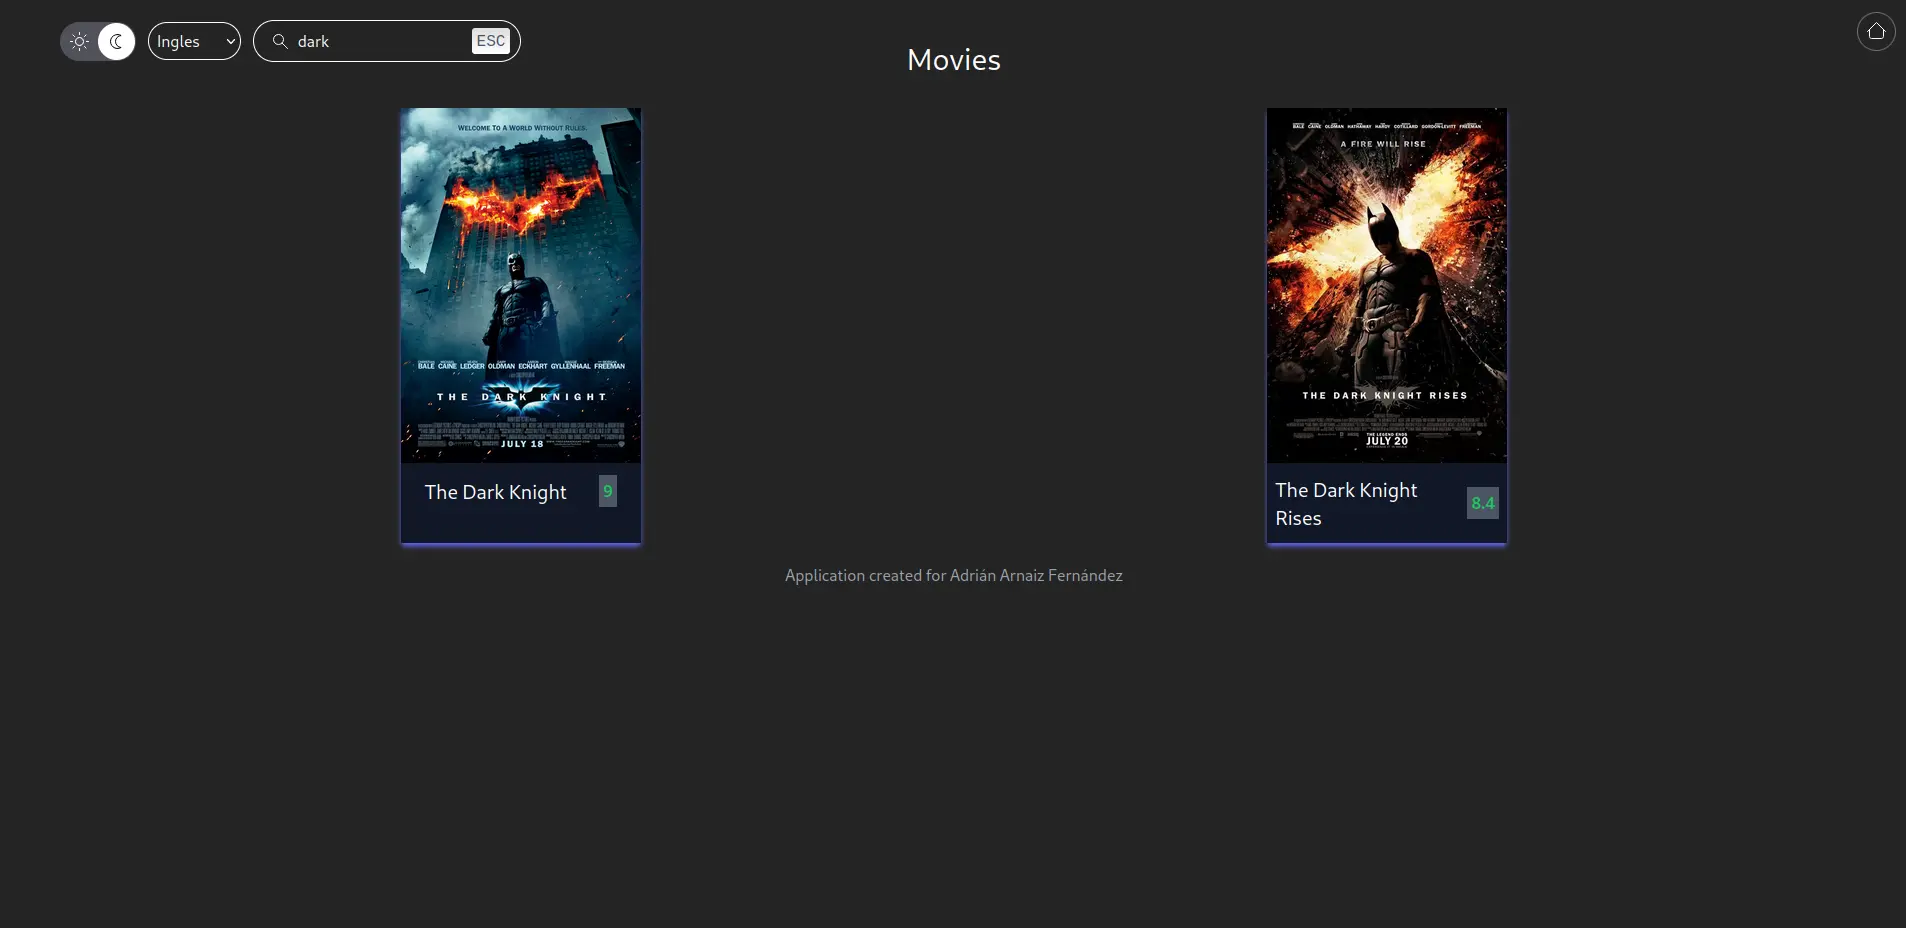 Ingles
dark
ESC
Movies
WELCOME TO A WORLD WITHOUT RULES.
BALE CAINE LEDGER OLDMAN ECKHART GYLLENHAAL FREEMAN
THE DARK KNIGHT
JULY 18
The Dark Knight
9
BALE CAINE OLDMAN HATHAWAY HARDY COTILLARD GORDON-LEVITT FREEMAN
A FIRE WILL RISE
THE DARK KNIGHT RISES
THE LEGEND ENDS
JULY 20
The Dark Knight
Rises
8.4
Application created for Adrián Arnaiz Fernández